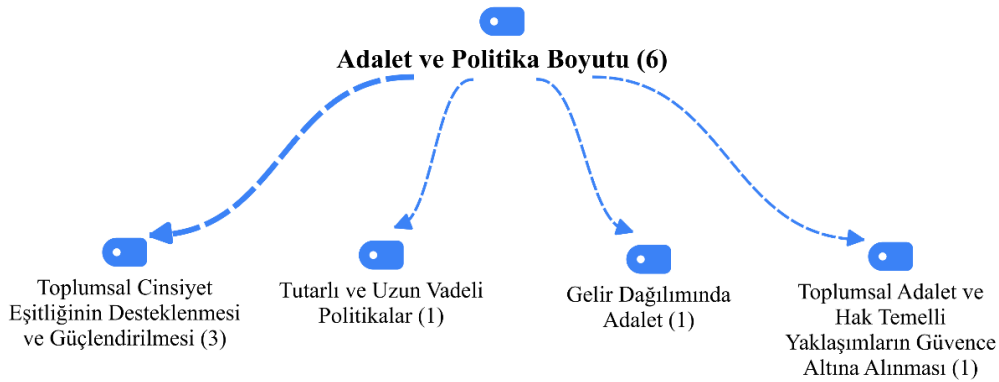 Adalet ve Politika Boyutu (6)
Toplumsal Cinsiyet
Eşitliğinin Desteklenmesi
ve Güçlendirilmesi (3)
Tutarlı ve Uzun Vadeli
Politikalar (1)
Gelir Dağılımında
Adalet (1)
Toplumsal Adalet ve
Hak Temelli
Yaklaşımların Güvence
Altına Alınması (1)